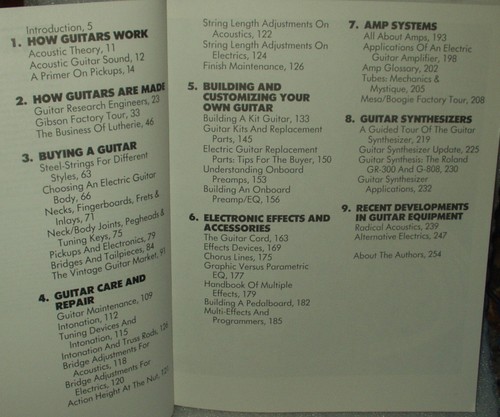 Introduction, 5
1. HOW GUITARS WORK
Acoustic Theory, 11
Acoustic Guitar Sound, 12
A Primer On Pickups, 14
2. HOW GUITARS ARE MADE
Guitar Research Engineers, 23
Gibson Factory Tour, 33
The Business Of Lutherie, 46
3. BUYING A GUITAR
Steel-Strings For Different
Styles, 63
Choosing An Electric Guitar
Body, 66
Necks, Fingerboards, Frets &
Inlays, 71
Neck/Body Joints, Pegheads &
Tuning Keys, 75
Pickups And Electronics, 79
Bridges And Tailpieces, 84
The Vintage Guitar Market, 91
4. GUITAR CARE AND
REPAIR
Guitar Maintenance, 109
Intonation, 112
Tuning Devices And
Intonation, 115
Intonation And Truss Rods,
Bridge Adjustments For
Acoustics, 118
Bridge Adjustments For
Electrics, 120
Action Height At The Nut,
String Length Adjustments On
Acoustics, 122
String Length Adjustments On
Electrics, 124
Finish Maintenance, 126
5. BUILDING AND
CUSTOMIZING YOUR
OWN GUITAR
Building A Kit Guitar, 133
Guitar Kits And Replacement
Parts, 145
Electric Guitar Replacement
Parts: Tips For The Buyer, 150
Understanding Onboard
Preamps, 153
Building An Onboard
Preamp/EQ, 156
6. ELECTRONIC EFFECTS AND
ACCESSORIES
The Guitar Cord, 163
Effects Devices, 169
Chorus Lines, 175
Graphic Versus Parametric
EQ, 177
Handbook Of Multiple
Effects, 179
Building A Pedalboard, 182
Multi-Effects And
Programmers, 185
7. AMP SYSTEMS
All About Amps, 193
Applications Of An Electric
Guitar Amplifier, 198
Amp Glossary, 202
Tubes: Mechanics &
Mystique, 205
Mesa/Boogie Factory Tour, 208
8. GUITAR SYNTHESIZERS
A Guided Tour Of The Guitar
Synthesizer, 219
Guitar Synthesizer Update, 225
Guitar Synthesis: The Roland
GR-300 And G-808, 230
Guitar Synthesizer
Applications, 232
9. RECENT DEVELOPMENTS
IN GUITAR EQUIPMENT
Radical Acoustics, 239
Alternative Electrics, 247
About The Authors, 254